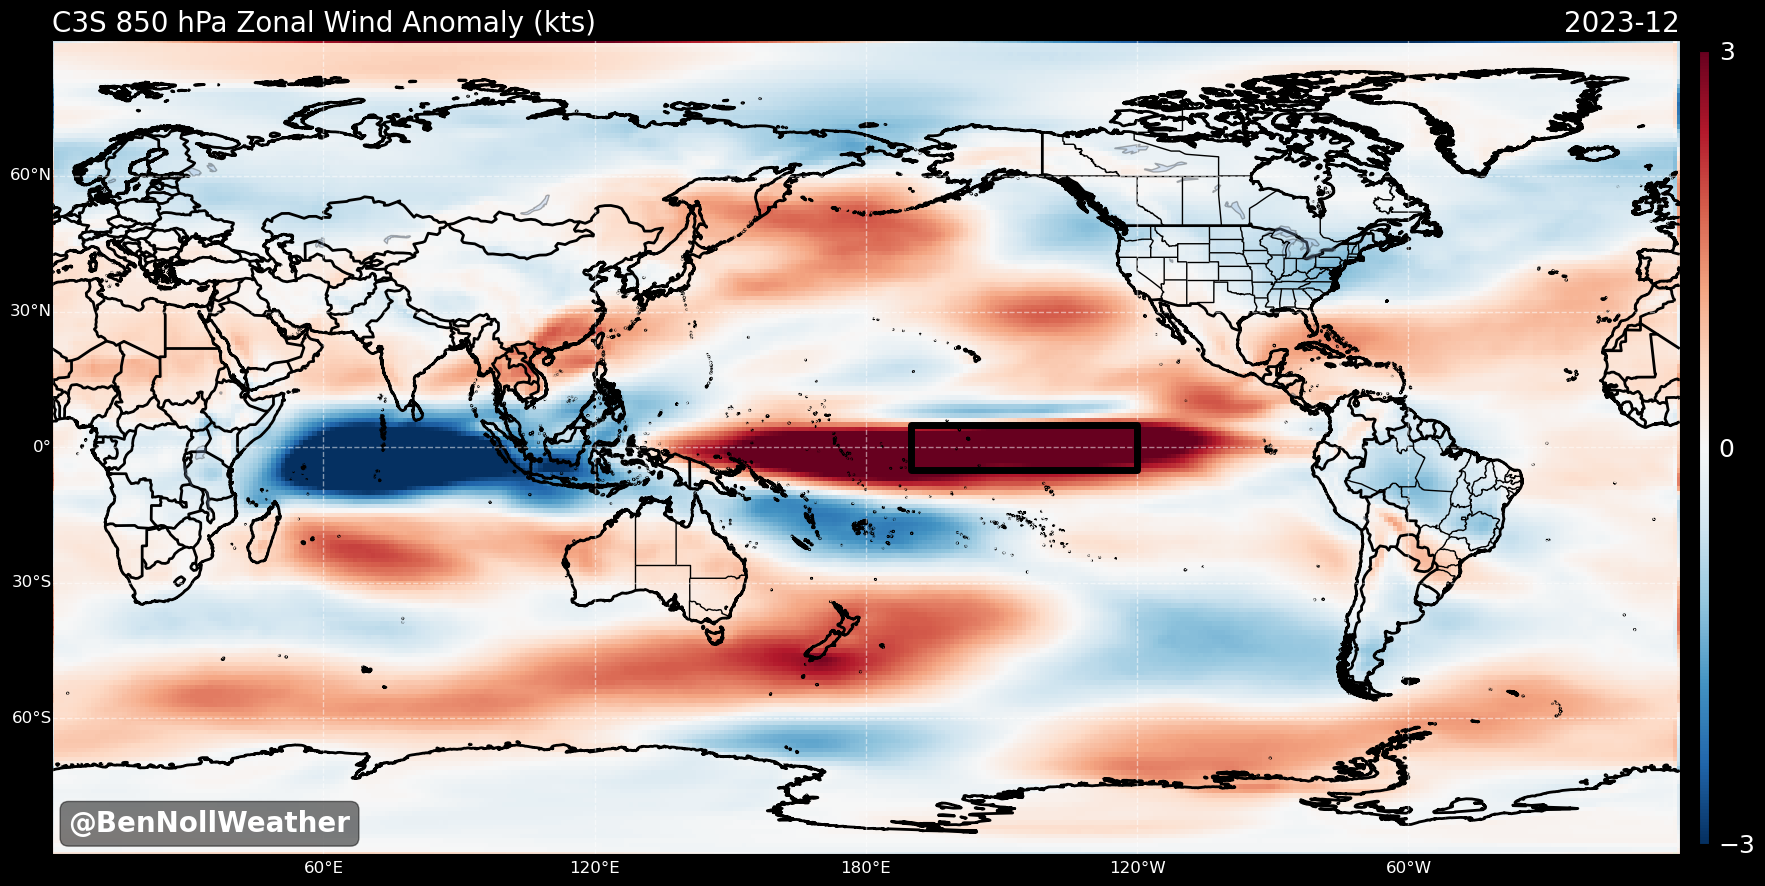 C3S 850 hPa Zonal Wind Anomaly (kts) 2023-12
3
60°N
30°N
0°
0
30°S
60°S
@BenNollWeather
−3
60°E 120°E 180°E 120°W 60°W